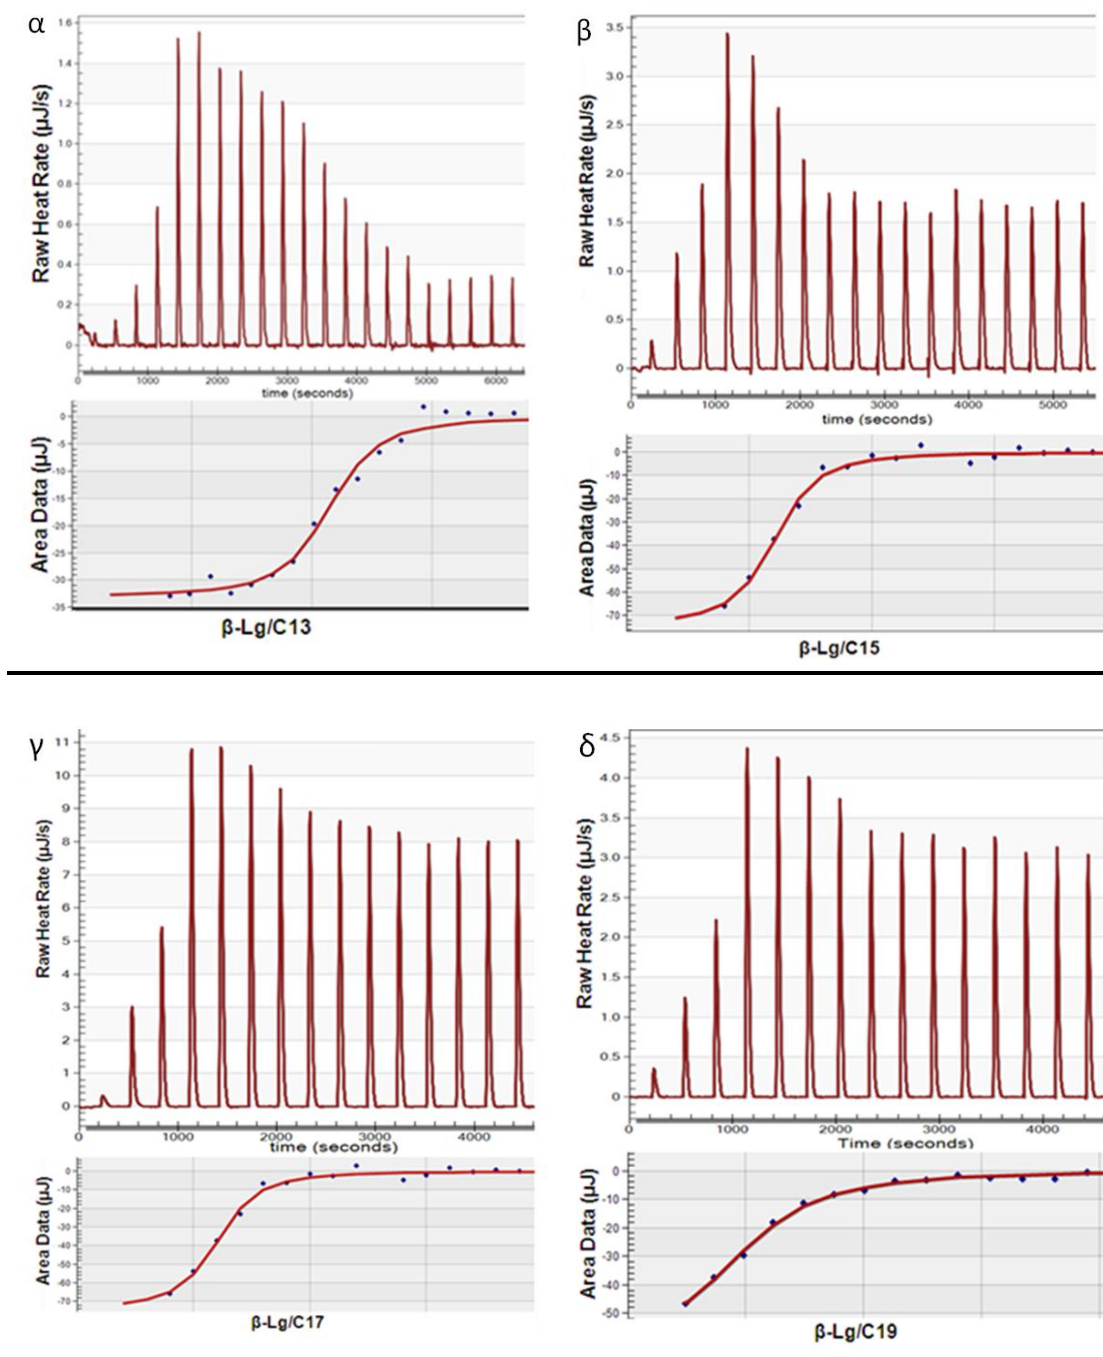 α
Raw Heat Rate (µJ/s)
1.6
1.4
1.2
1.0
0.8
0.6
0.4
0.2
0
0 1000 2000 3000 4000 5000 6000
time (seconds)
Area Data (µJ)
0
-5
-10
-15
-20
-25
-30
-35
β-Lg/C13
β
Raw Heat Rate (µJ/s)
3.5
3.0
2.5
2.0
1.5
1.0
0.5
0
0 1000 2000 3000 4000 5000
time (seconds)
Area Data (µJ)
0
-10
-20
-30
-40
-50
-60
-70
β-Lg/C15
γ
Raw Heat Rate (µJ/s)
11
10
9
8
7
6
5
4
3
2
1
0
0 1000 2000 3000 4000
time (seconds)
Area Data (µJ)
0
-10
-20
-30
-40
-50
-60
-70
β-Lg/C17
δ
Raw Heat Rate (µJ/s)
4.5
4.0
3.5
3.0
2.5
2.0
1.5
1.0
0.5
0
0 1000 2000 3000 4000
Time (seconds)
Area Data (µJ)
0
-10
-20
-30
-40
-50
β-Lg/C19